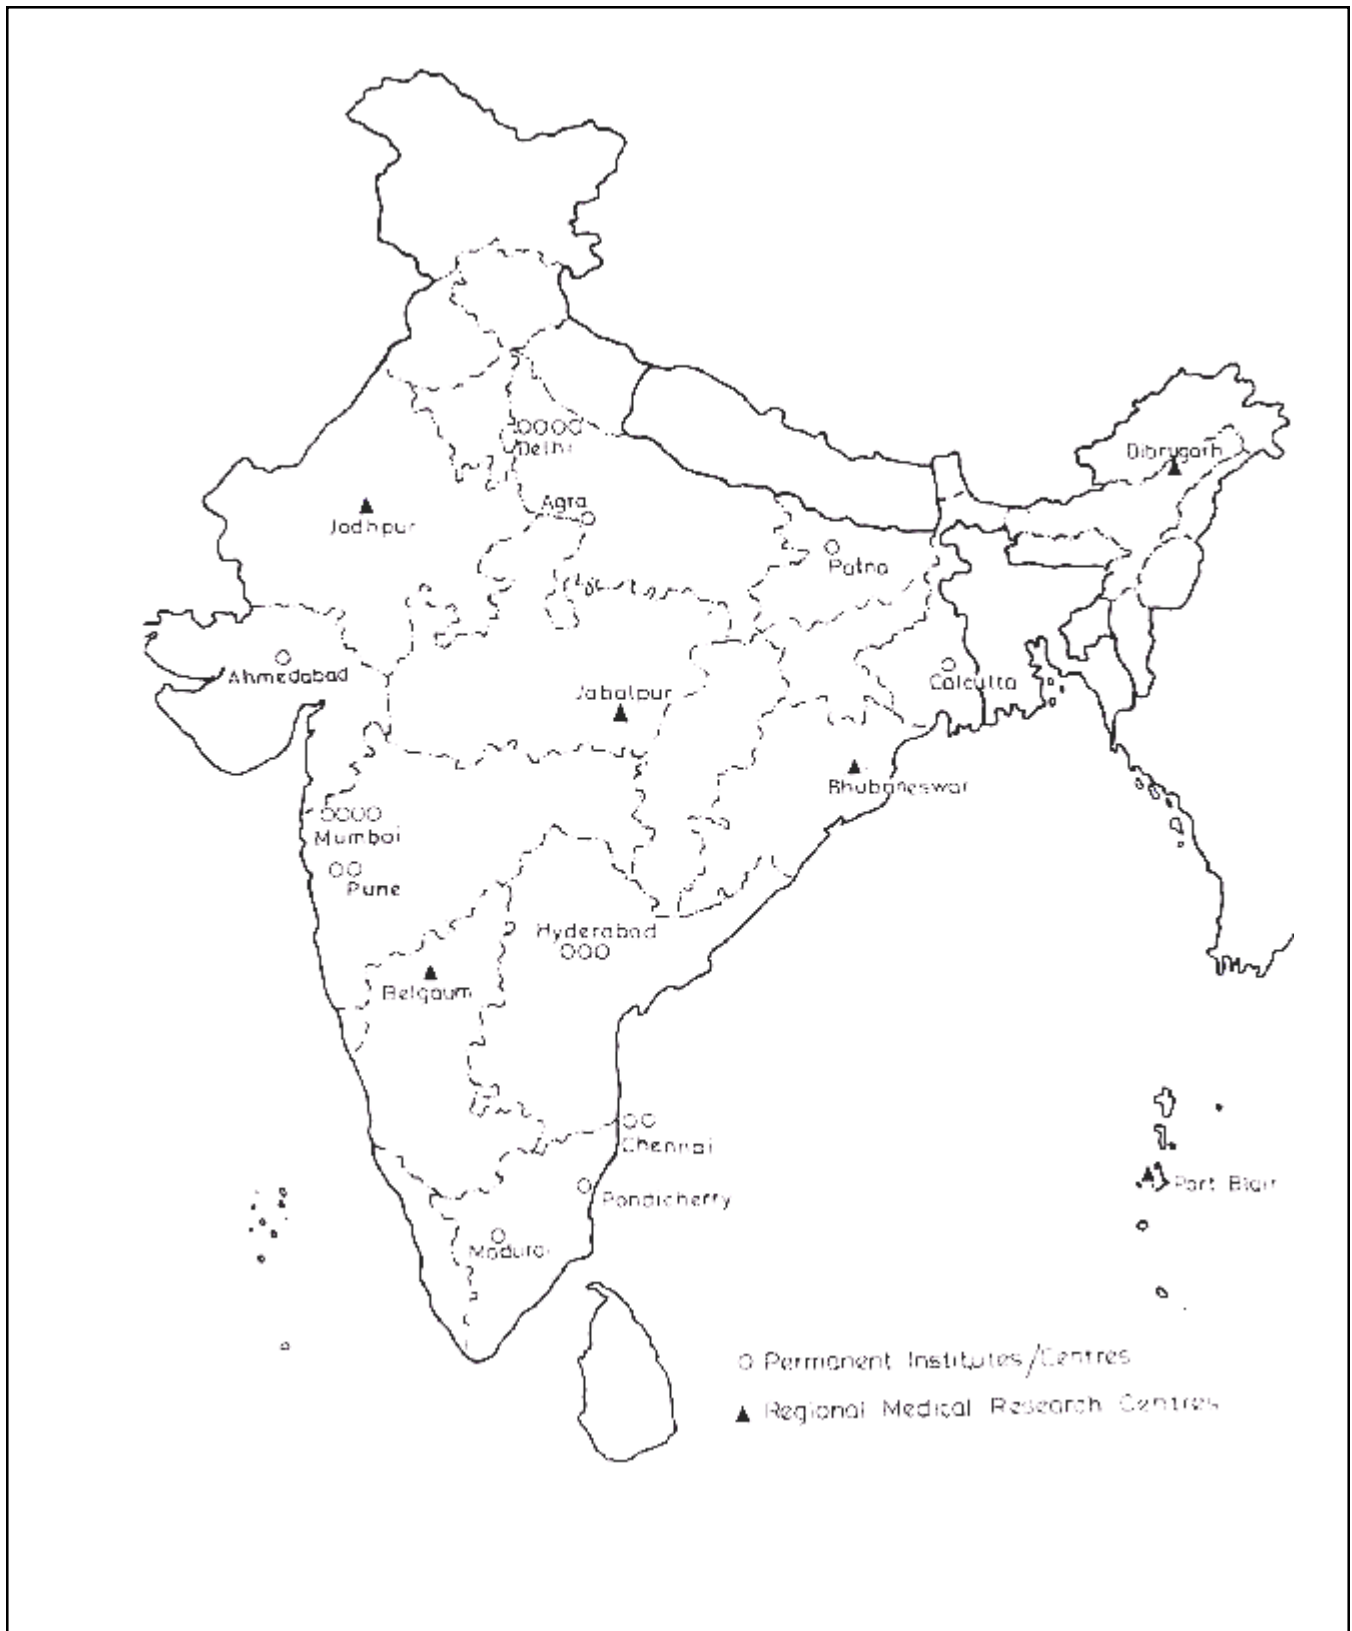 Delhi
Dibrugarh
Agra
Jodhpur
Patna
Ahmedabad
Calcutta
Jabalpur
Bhubaneswar
Mumbai
Pune
Hyderabad
Belgaum
Chennai
Port Blair
Pondicherry
Madurai
Permanent Institutes/Centres
Regional Medical Research Centres